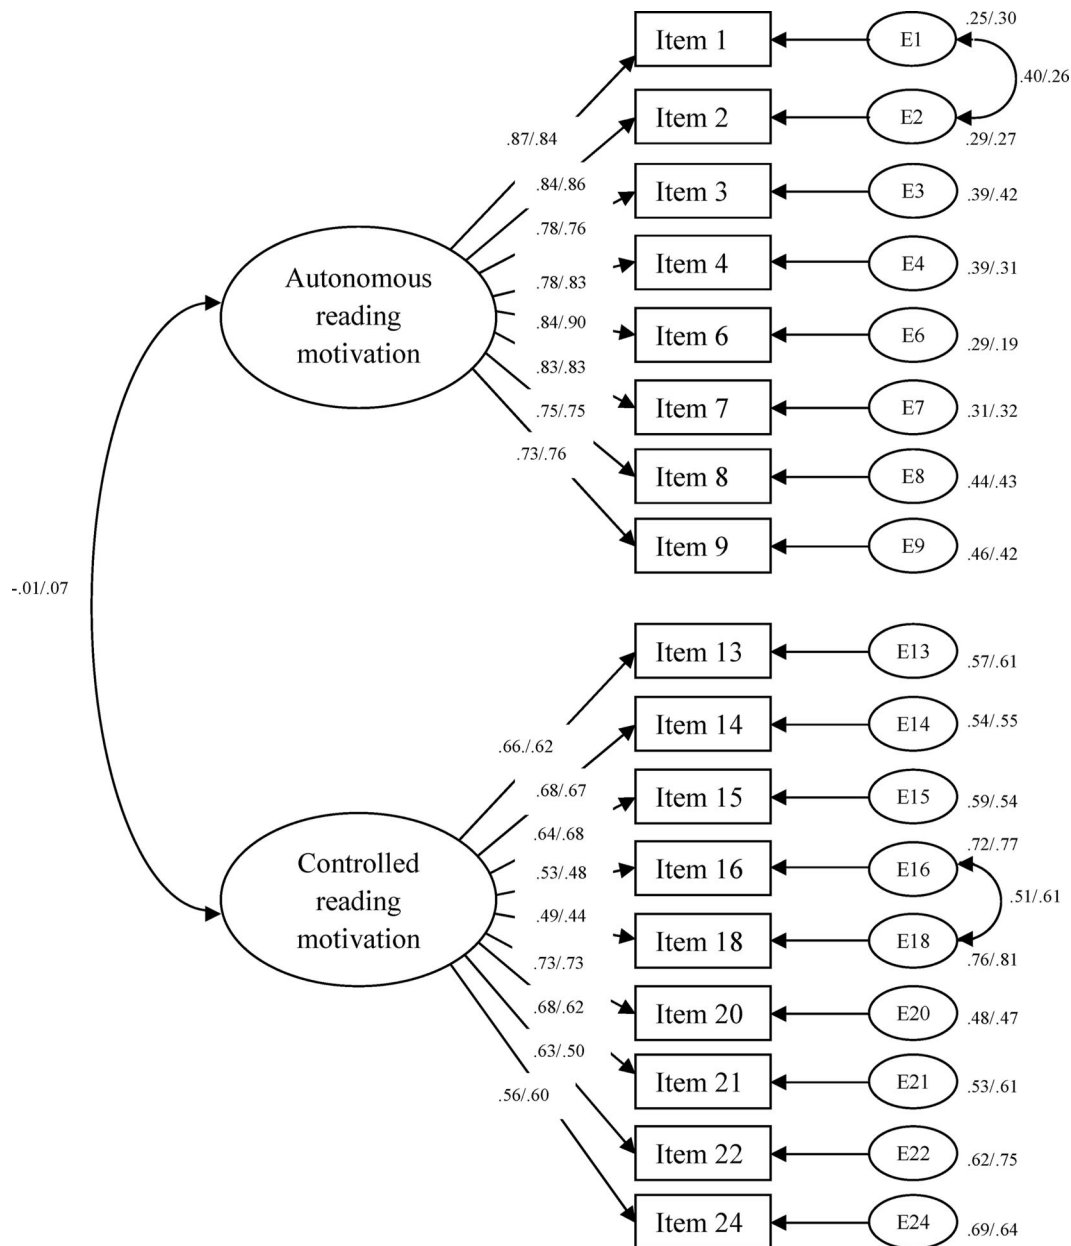 .25/.30
Item 1
E1
.40/.26
Item 2
E2
.29/.27
.87/.84
.84/.86
Item 3
E3
.39/.42
.78/.76
Item 4
E4
.39/.31
.78/.83
Autonomous
reading
motivation
.84/.90
Item 6
E6
.29/.19
.83/.83
.75/.75
Item 7
E7
.31/.32
.73/.76
Item 8
E8
.44/.43
Item 9
E9
.46/.42
-.01/.07
Item 13
E13
.57/.61
.66./.62
Item 14
E14
.54/.55
.68/.67
Item 15
E15
.59/.54
.64/.68
.72/.77
Item 16
E16
.53/.48
.51/.61
Controlled
reading
motivation
.49/.44
Item 18
E18
.76/.81
.73/.73
.68/.62
Item 20
E20
.48/.47
.63/.50
Item 21
E21
.53/.61
.56/.60
Item 22
E22
.62/.75
Item 24
E24
.69/.64